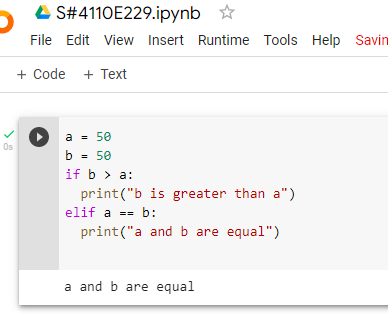 S#4110E229.ipynb
File Edit View Insert Runtime Tools Help Savin
+ Code + Text
0s
a = 50
b = 50
if b > a:
  print("b is greater than a")
elif a == b:
  print("a and b are equal")
a and b are equal